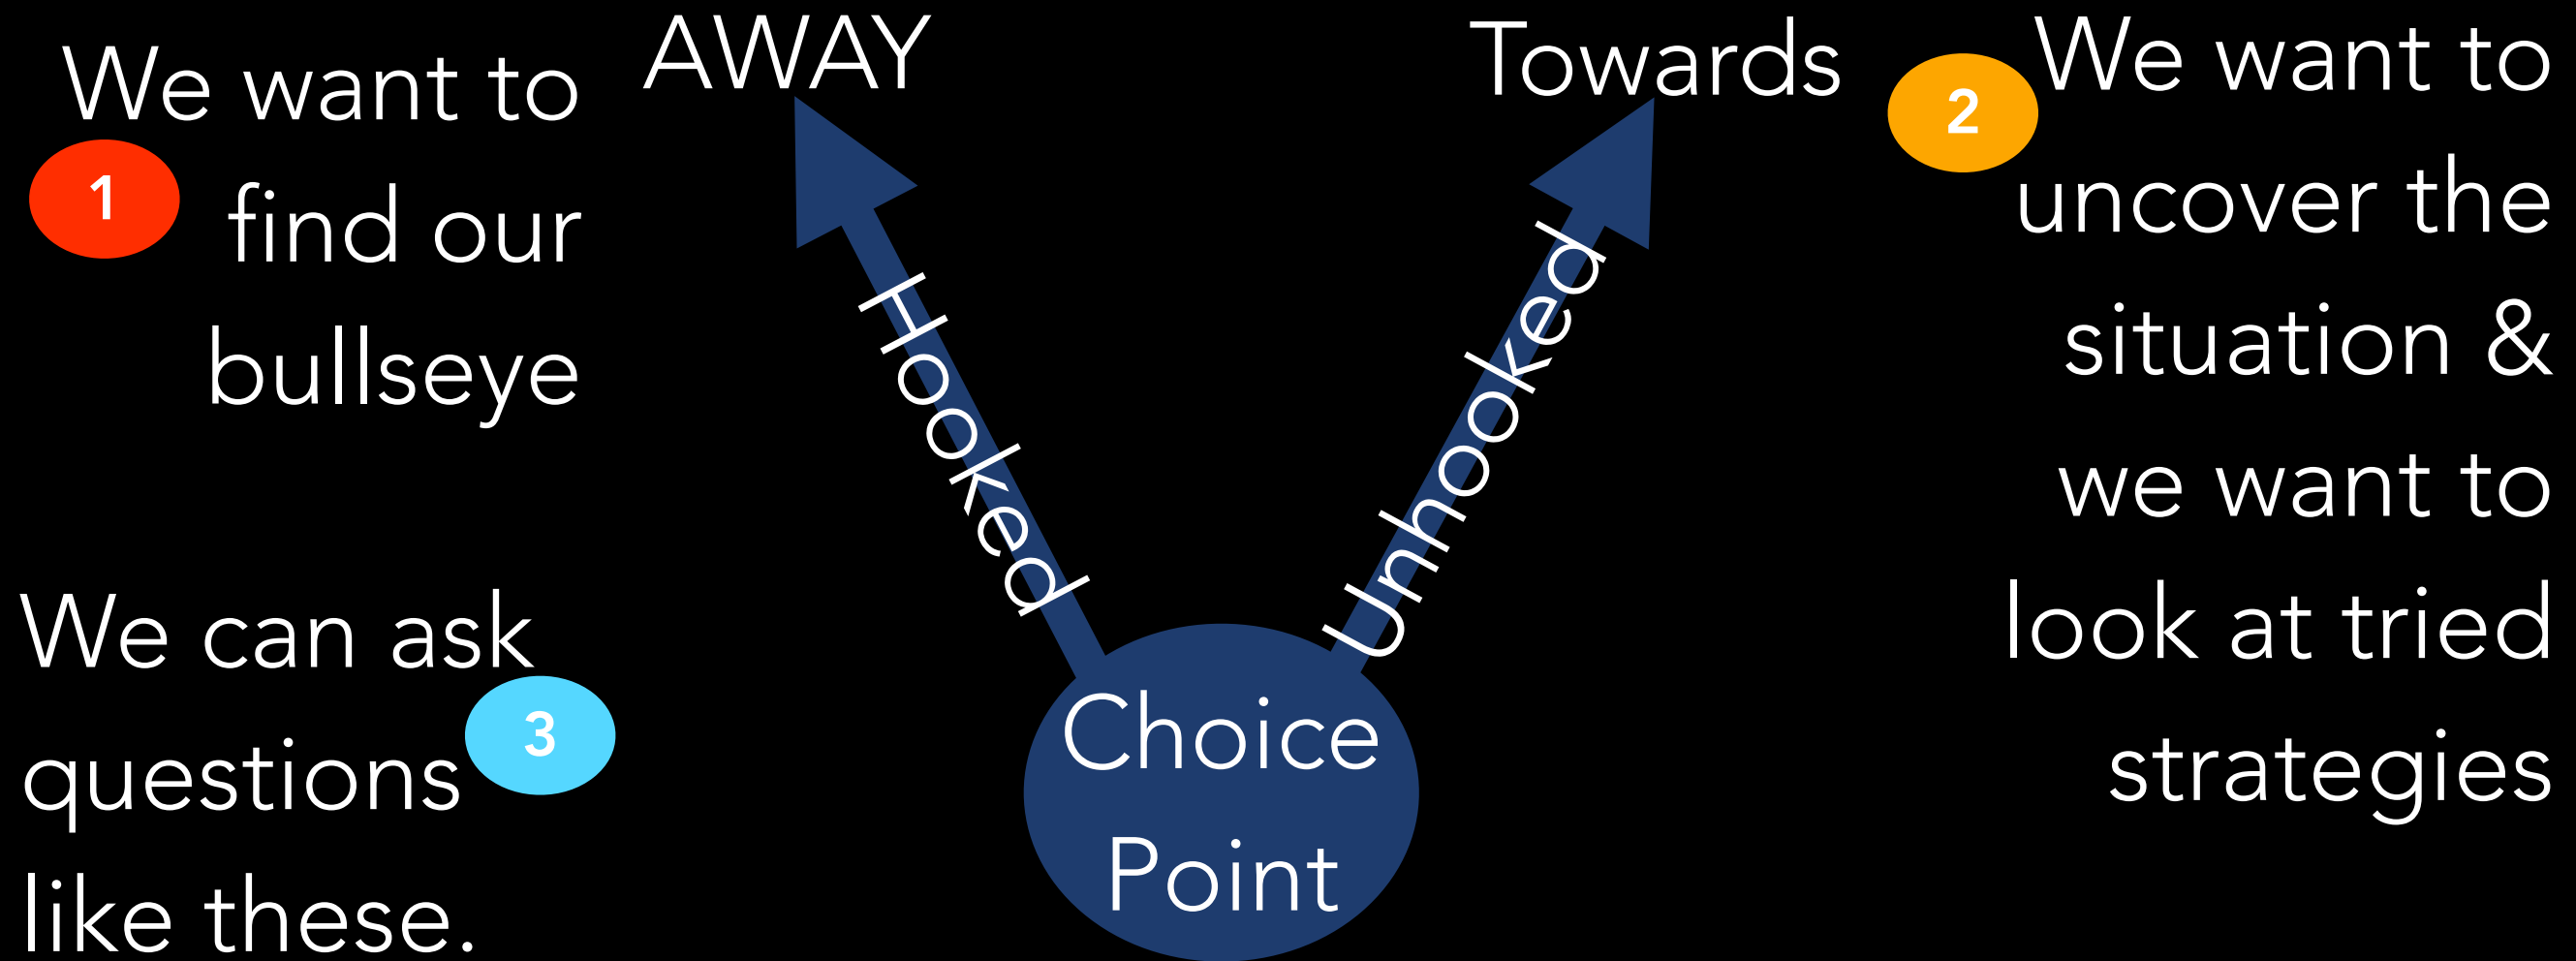 AWAY
Towards
We want to
1
find our
bullseye
2
We want to
uncover the
situation &
we want to
look at tried
strategies
Hooked
Unhooked
We can ask
questions
3
like these.
Choice
Point